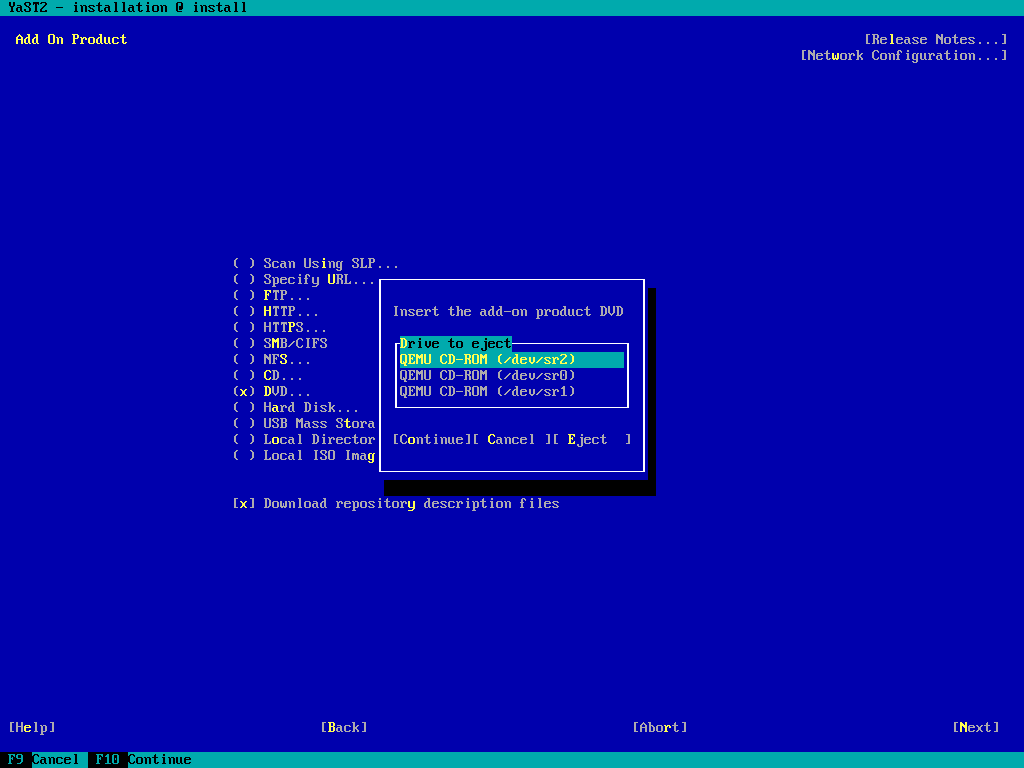 YaST2 - installation @ install
Add On Product [Release Notes...]
[Network Configuration...]
( ) Scan Using SLP...
( ) Specify URL...
( ) FTP...
( ) HTTP...
( ) HTTPS...
( ) SMB/CIFS
( ) NFS...
( ) CD...
(x) DVD...
( ) Hard Disk...
( ) USB Mass Stora
( ) Local Director
( ) Local ISO Imag
[x] Download repository description files
Insert the add-on product DVD
Drive to eject
QEMU CD-ROM (/dev/sr2)
QEMU CD-ROM (/dev/sr0)
QEMU CD-ROM (/dev/sr1)
[Continue][ Cancel ][ Eject  ]
[Help] [Back] [Abort] [Next]
F9 Cancel F10 Continue